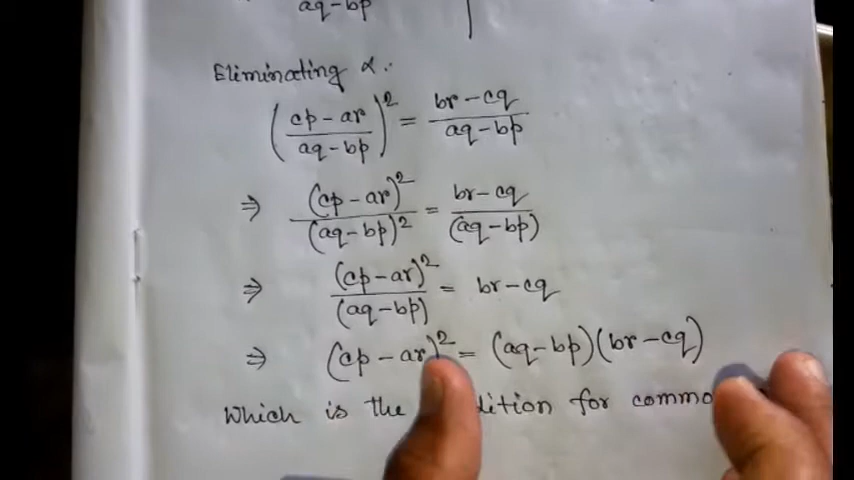 aq-bp
Eliminating α.
(cp-ar/aq-bp)² = br-cq/aq-bp
⇒ (cp-ar)²/(aq-bp)² = br-cq/(aq-bp)
⇒ (cp-ar)²/(aq-bp) = br-cq
⇒ (cp-ar)² = (aq-bp)(br-cq)
Which is the for